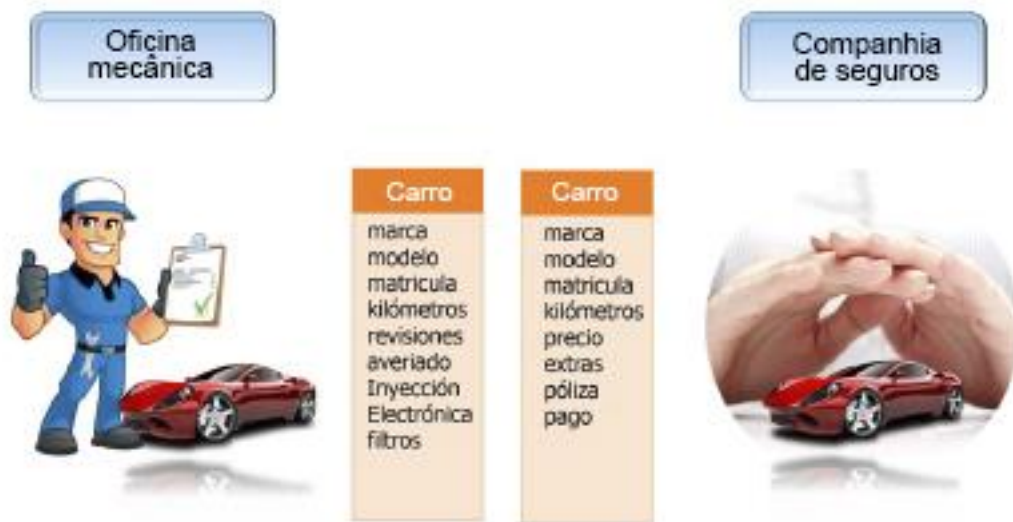 Oficina
mecânica
Companhia
de seguros
Carro
marca
modelo
matricula
kilómetros
revisiones
averiado
Inyección
Electrónica
filtros
Carro
marca
modelo
matricula
kilómetros
precio
extras
póliza
pago